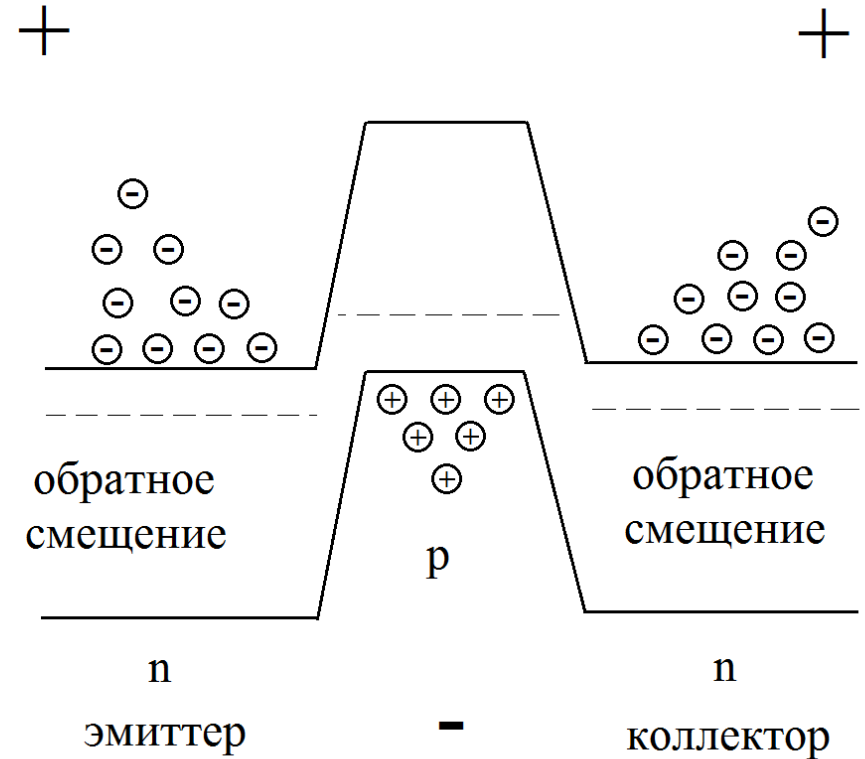 + +
обратное
смещение
обратное
смещение
p
n
n
эмиттер
-
коллектор